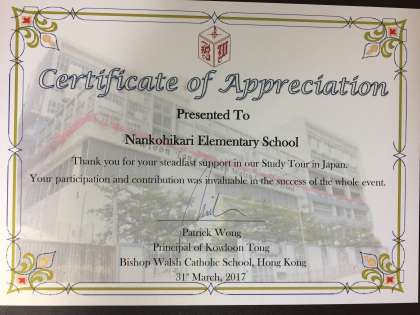 Certificate of Appreciation
Presented To
Nankohikari Elementary School
Thank you for your steadfast support in our Study Tour in Japan.
Your participation and contribution was invaluable in the success of the whole event.
Patrick Wong
Principal of Kowloon Tong
Bishop Walsh Catholic School, Hong Kong
31st March, 2017